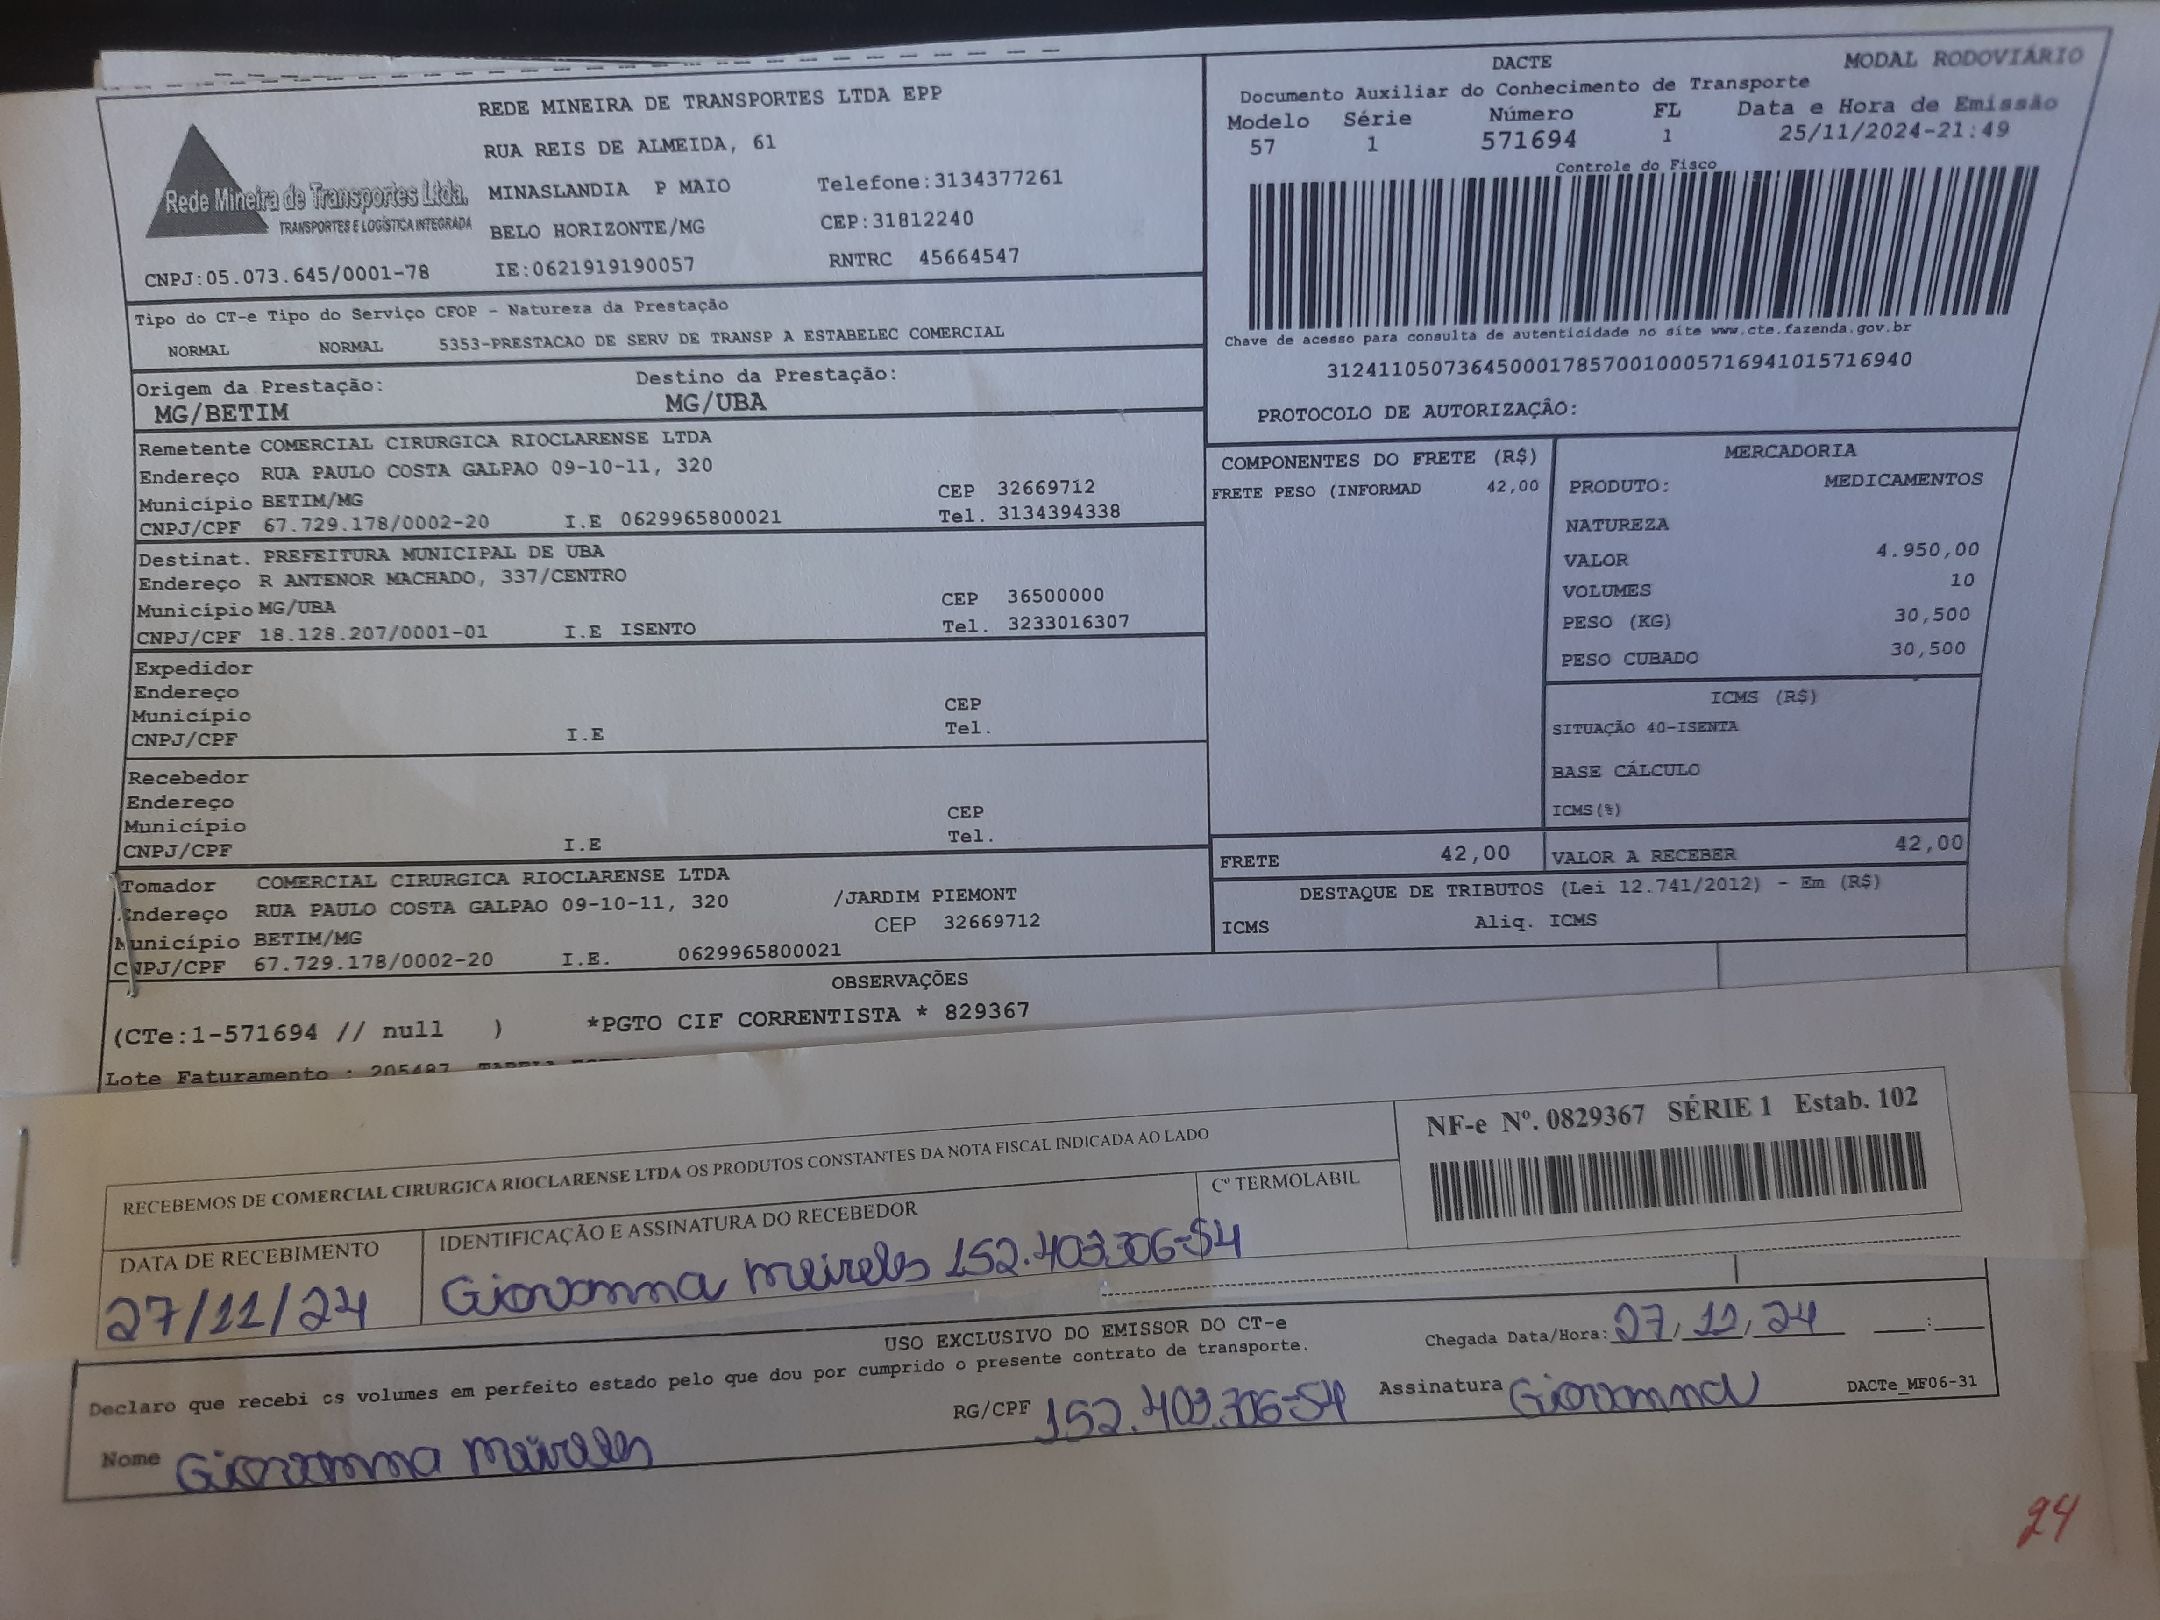 REDE MINEIRA DE TRANSPORTES LTDA EPP
RUA REIS DE ALMEIDA, 61
Rede Mineira de Transportes Ltda.
TRANSPORTES E LOGÍSTICA INTEGRADA
MINASLANDIA P MAIO Telefone:3134377261
BELO HORIZONTE/MG CEP:31812240
CNPJ:05.073.645/0001-78 IE:0621919190057 RNTRC 45664547
DACTE MODAL RODOVIÁRIO
Documento Auxiliar do Conhecimento de Transporte
Modelo Série Número FL Data e Hora de Emissão
57 1 571694 1 25/11/2024-21:49
Controle do Fisco
Chave de acesso para consulta de autenticidade no site www.cte.fazenda.gov.br
31241105073645000178570010005716941015716940
PROTOCOLO DE AUTORIZAÇÃO:
Tipo do CT-e Tipo do Serviço CFOP - Natureza da Prestação
NORMAL NORMAL 5353-PRESTACAO DE SERV DE TRANSP A ESTABELEC COMERCIAL
Origem da Prestação: Destino da Prestação:
MG/BETIM MG/UBA
Remetente COMERCIAL CIRURGICA RIOCLARENSE LTDA
Endereço RUA PAULO COSTA GALPAO 09-10-11, 320
Município BETIM/MG CEP 32669712
CNPJ/CPF 67.729.178/0002-20 I.E 0629965800021 Tel. 3134394338
Destinat. PREFEITURA MUNICIPAL DE UBA
Endereço R ANTENOR MACHADO, 337/CENTRO
Município MG/UBA CEP 36500000
CNPJ/CPF 18.128.207/0001-01 I.E ISENTO Tel. 3233016307
Expedidor
Endereço
Município CEP
CNPJ/CPF I.E Tel.
Recebedor
Endereço
Município CEP
CNPJ/CPF I.E Tel.
Tomador COMERCIAL CIRURGICA RIOCLARENSE LTDA
Endereço RUA PAULO COSTA GALPAO 09-10-11, 320 /JARDIM PIEMONT
Município BETIM/MG CEP 32669712
CNPJ/CPF 67.729.178/0002-20 I.E. 0629965800021
COMPONENTES DO FRETE (R$)
FRETE PESO (INFORMAD 42,00
MERCADORIA
PRODUTO: MEDICAMENTOS
NATUREZA
VALOR 4.950,00
VOLUMES 10
PESO (KG) 30,500
PESO CUBADO 30,500
ICMS (R$)
SITUAÇÃO 40-ISENTA
BASE CÁLCULO
ICMS(%)
FRETE 42,00 VALOR A RECEBER 42,00
DESTAQUE DE TRIBUTOS (Lei 12.741/2012) - Em (R$)
ICMS Aliq. ICMS
OBSERVAÇÕES
(CTe:1-571694 // null ) *PGTO CIF CORRENTISTA * 829367
Lote Faturamento : 205487
RECEBEMOS DE COMERCIAL CIRURGICA RIOCLARENSE LTDA OS PRODUTOS CONSTANTES DA NOTA FISCAL INDICADA AO LADO
NF-e Nº. 0829367 SÉRIE 1 Estab. 102
DATA DE RECEBIMENTO IDENTIFICAÇÃO E ASSINATURA DO RECEBEDOR Cº TERMOLABIL
27/11/24 Giovanna Meireles 152.403.306-54
USO EXCLUSIVO DO EMISSOR DO CT-e
Declaro que recebi os volumes em perfeito estado pelo que dou por cumprido o presente contrato de transporte.
Chegada Data/Hora: 27/11/24 :
Nome Giovanna Meireles RG/CPF 152.403.306-54 Assinatura Giovanna DACTe_MF06-31
24